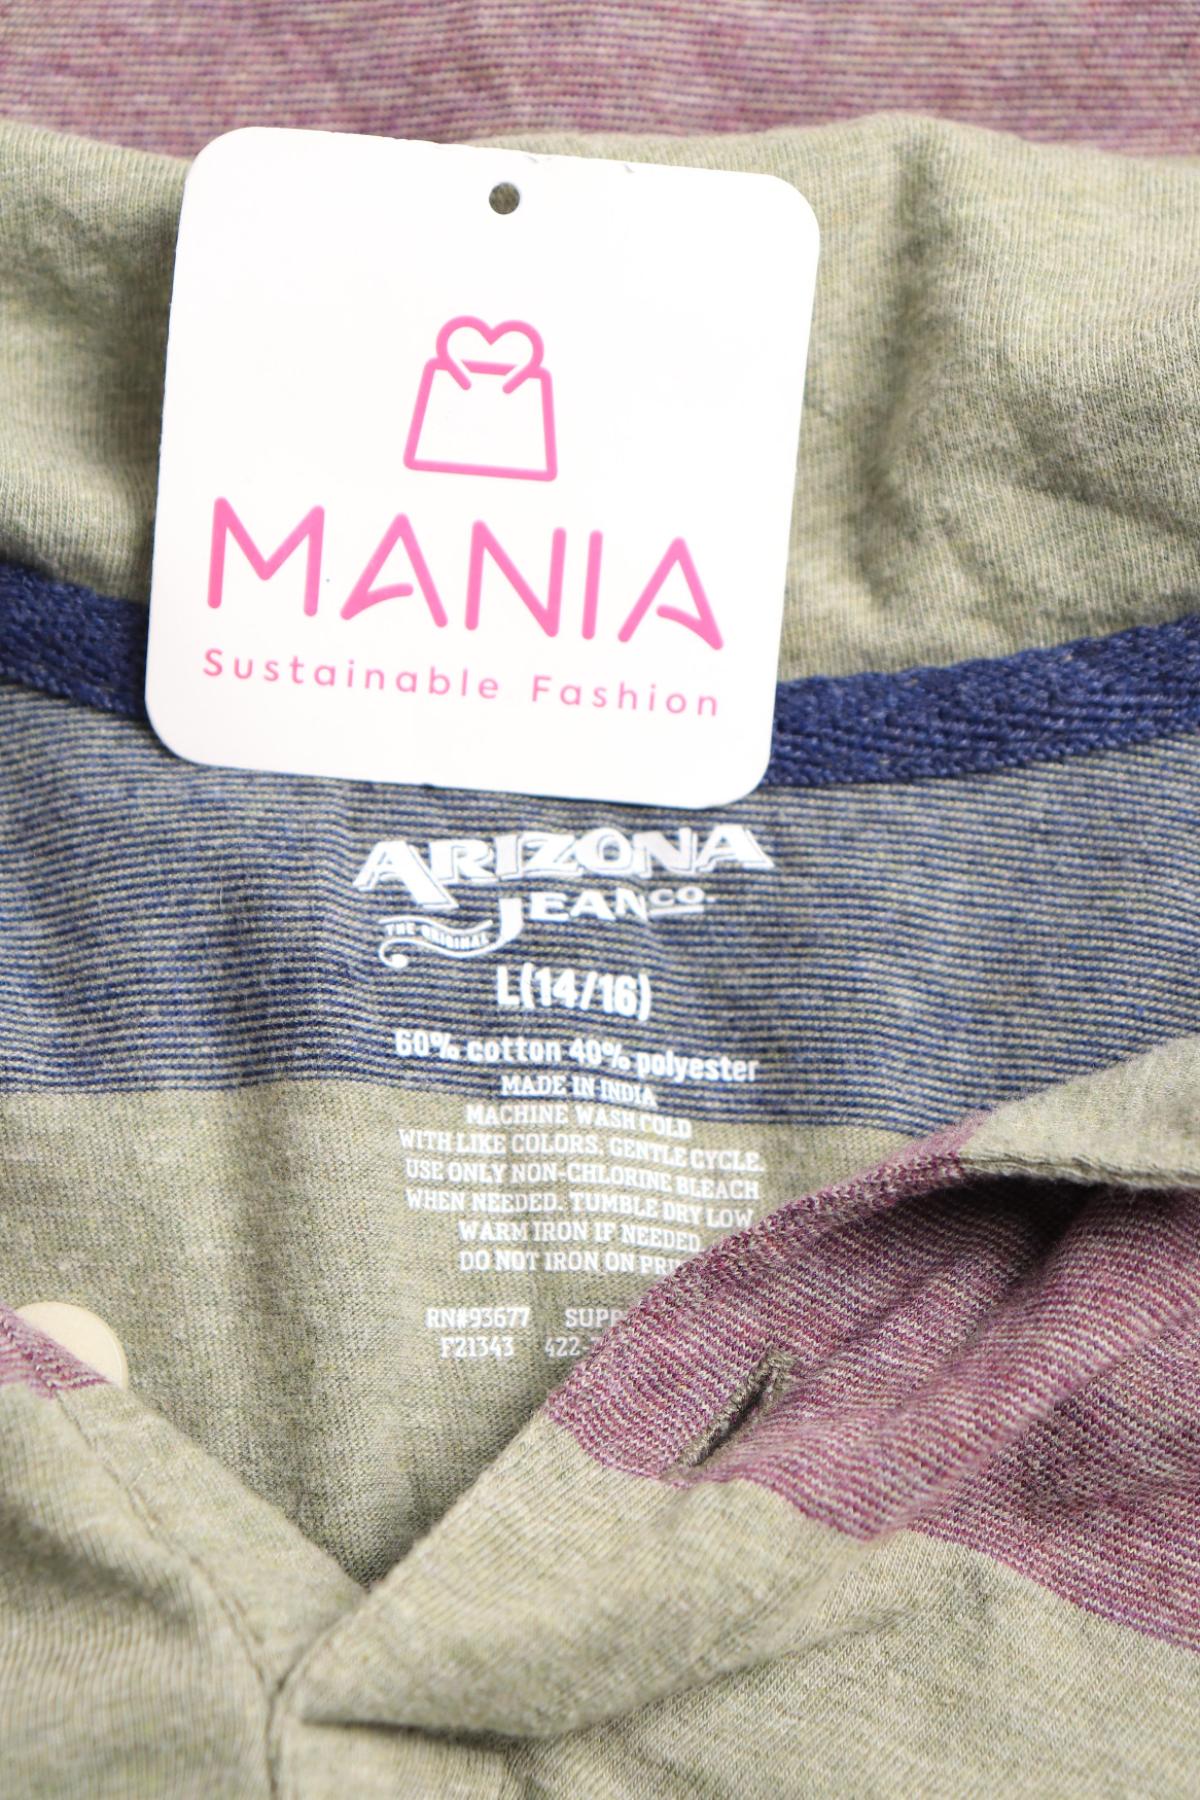 MANIA
Sustainable Fashion
ARIZONA
JEAN CO.
THE ORIGINAL
L(14/16)
60% cotton 40% polyester
MADE IN INDIA
MACHINE WASH COLD
WITH LIKE COLORS, GENTLE CYCLE.
USE ONLY NON-CHLORINE BLEACH
WHEN NEEDED. TUMBLE DRY LOW
WARM IRON IF NEEDED
DO NOT IRON ON
RN#93677
F21343